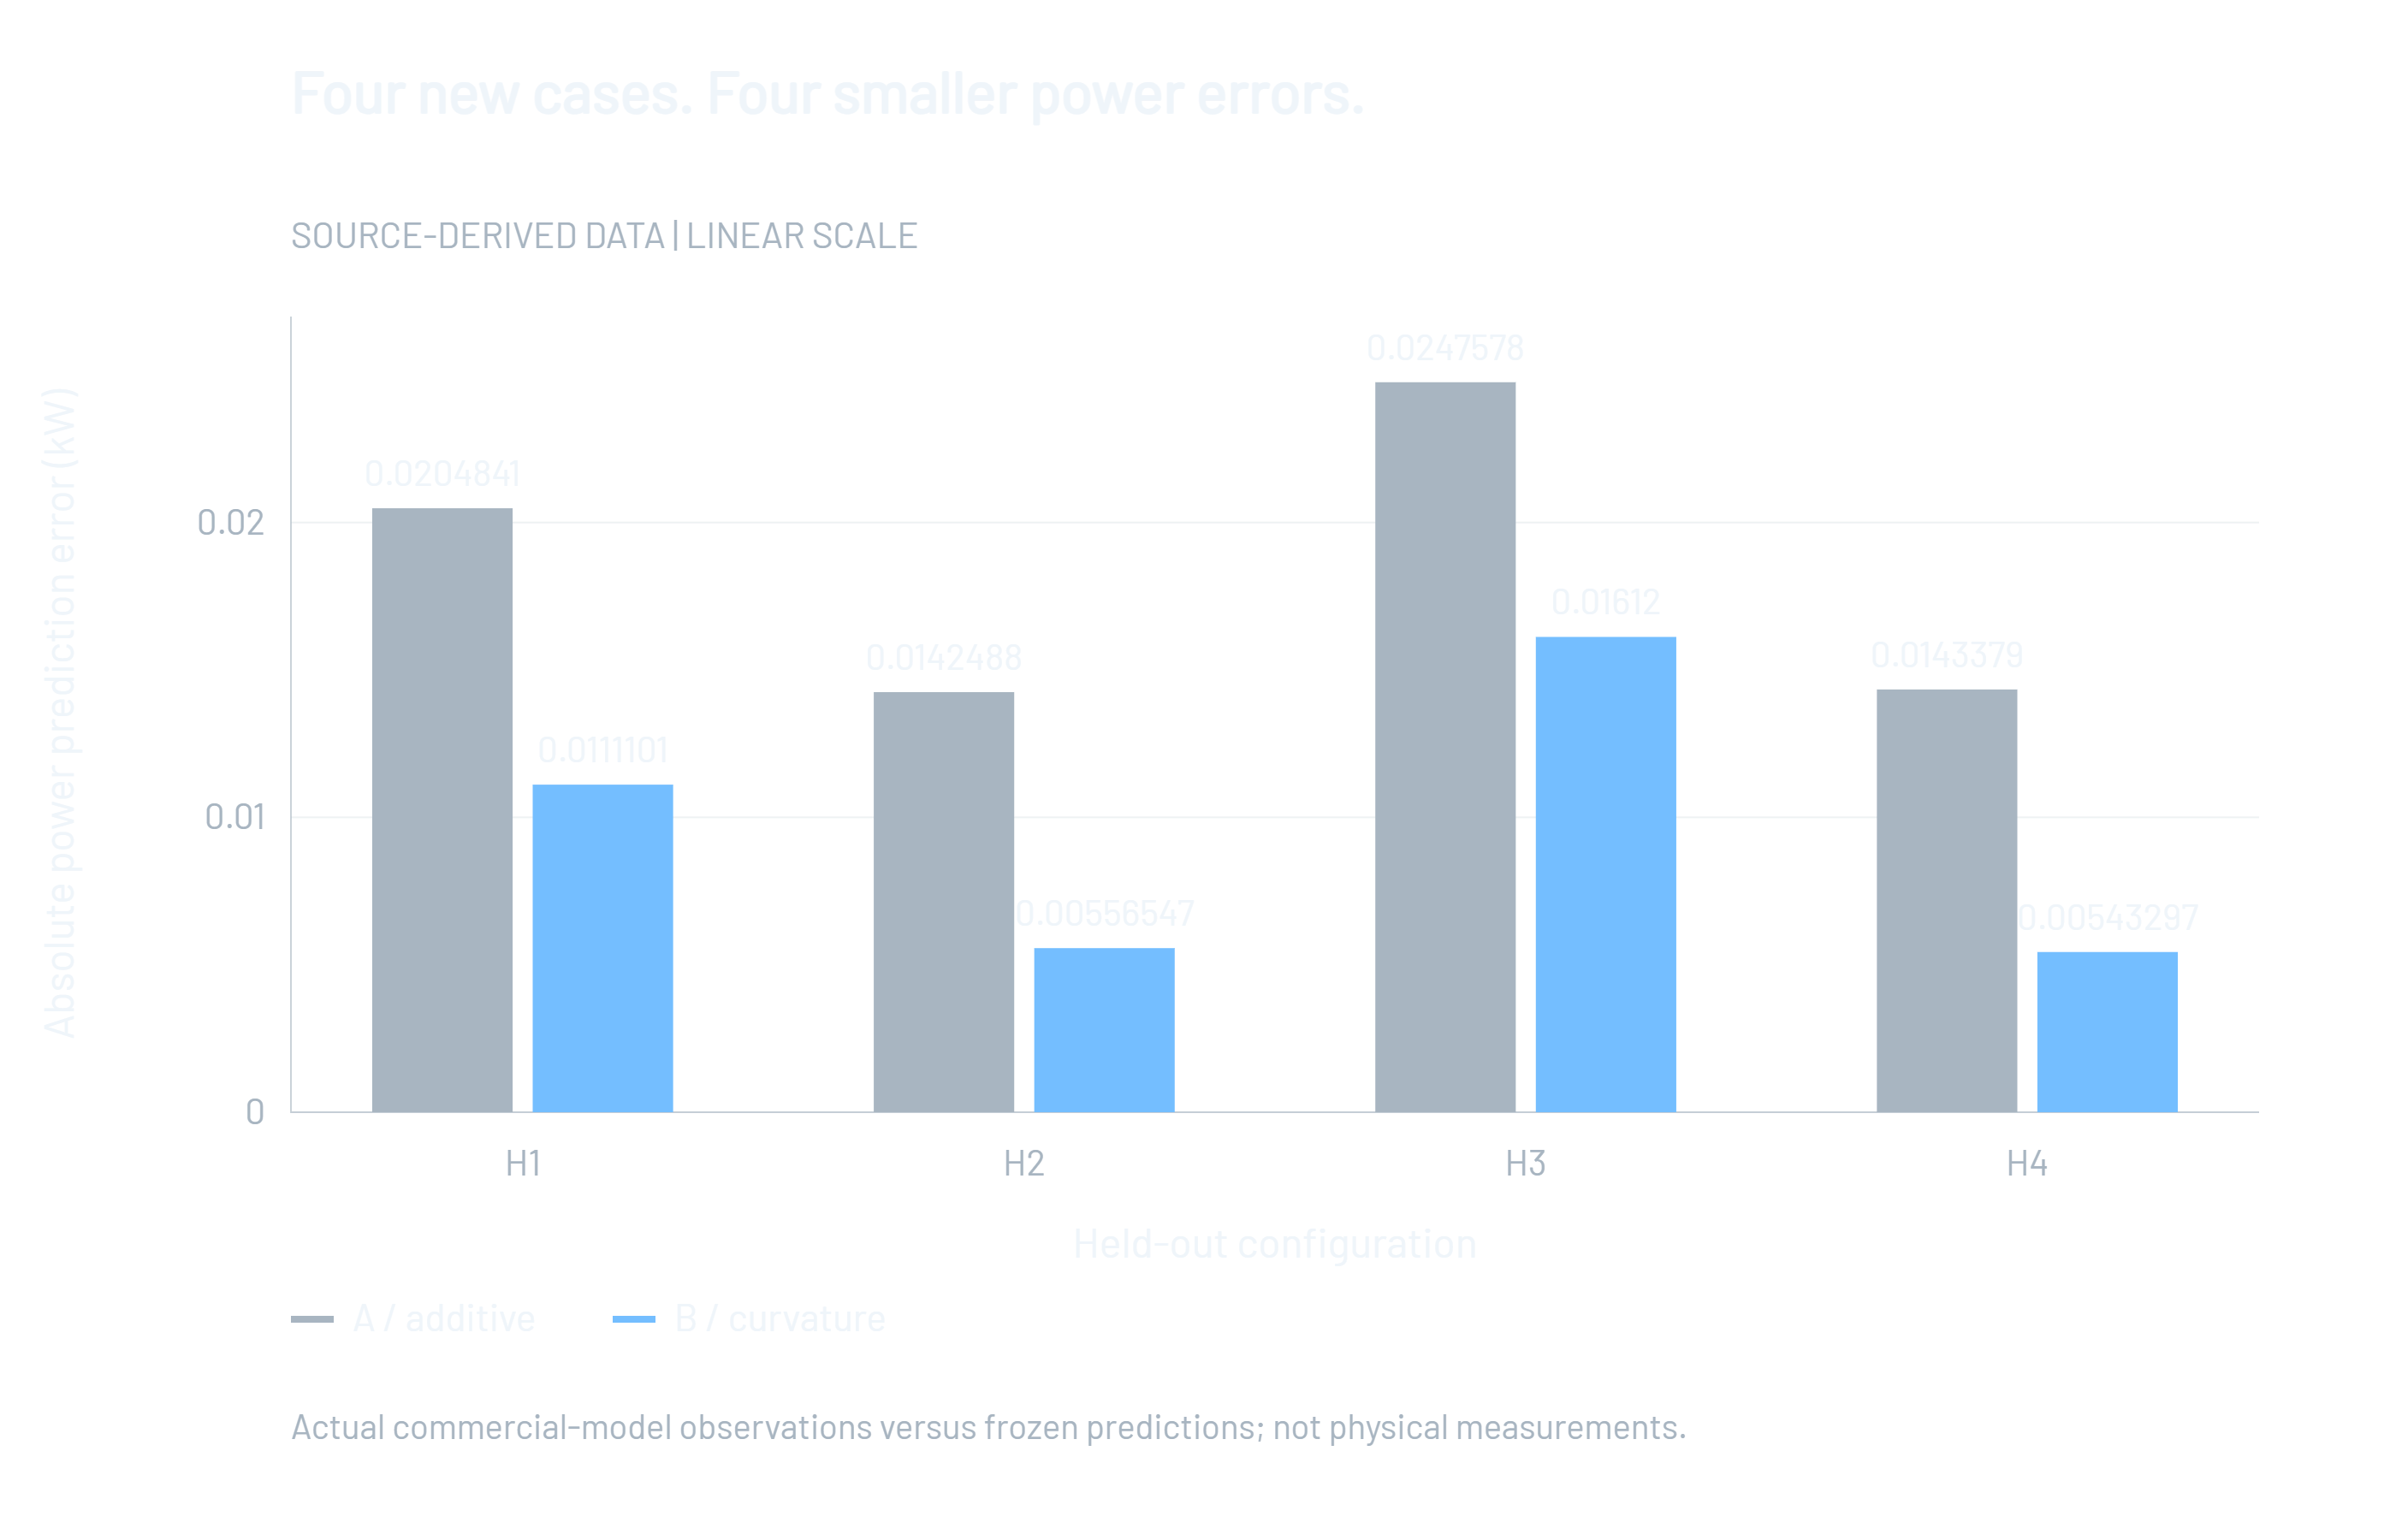 Four new cases. Four smaller power errors.
SOURCE-DERIVED DATA | LINEAR SCALE
Absolute power prediction error (kW)
0.02
0.01
0
0.0204841
0.0111101
0.0142488
0.00556547
0.0247578
0.01612
0.0143379
0.00543297
H1
H2
H3
H4
Held-out configuration
A / additive
B / curvature
Actual commercial-model observations versus frozen predictions; not physical measurements.